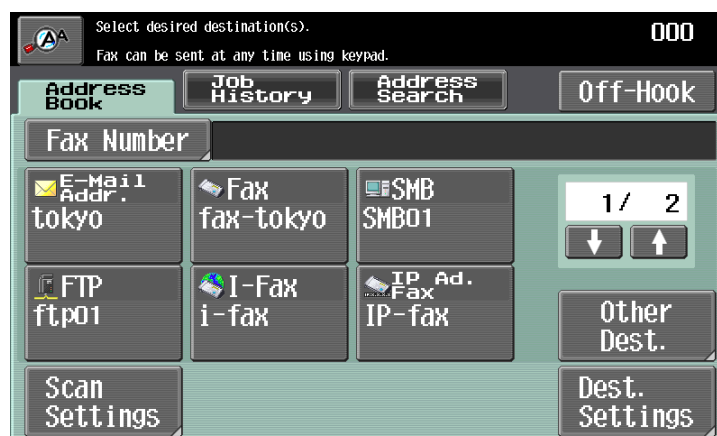 Select desired destination(s).
Fax can be sent at any time using keypad.
000
Address
Book
Job
History
Address
Search
Off-Hook
Fax Number
E-Mail
Addr.
tokyo
Fax
fax-tokyo
SMB
SMB01
1/ 2
FTP
ftp01
I-Fax
i-fax
IP Ad.
Fax
IP-fax
Other
Dest.
Scan
Settings
Dest.
Settings